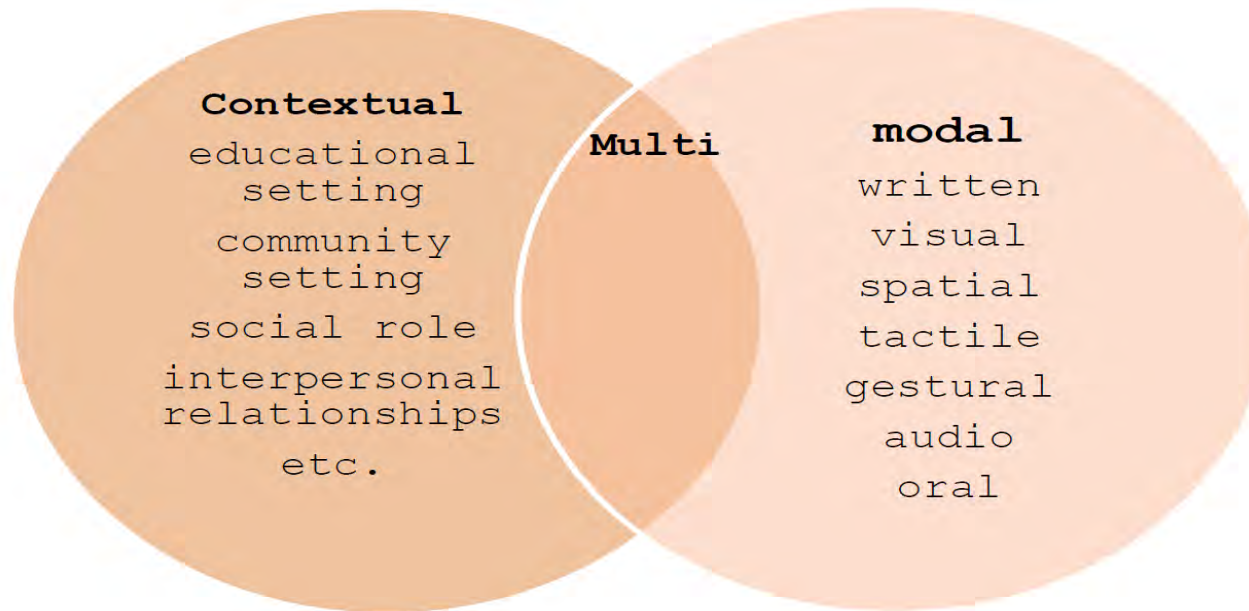 Contextual
educational
setting
community
setting
social role
interpersonal
relationships
etc.
Multi
modal
written
visual
spatial
tactile
gestural
audio
oral